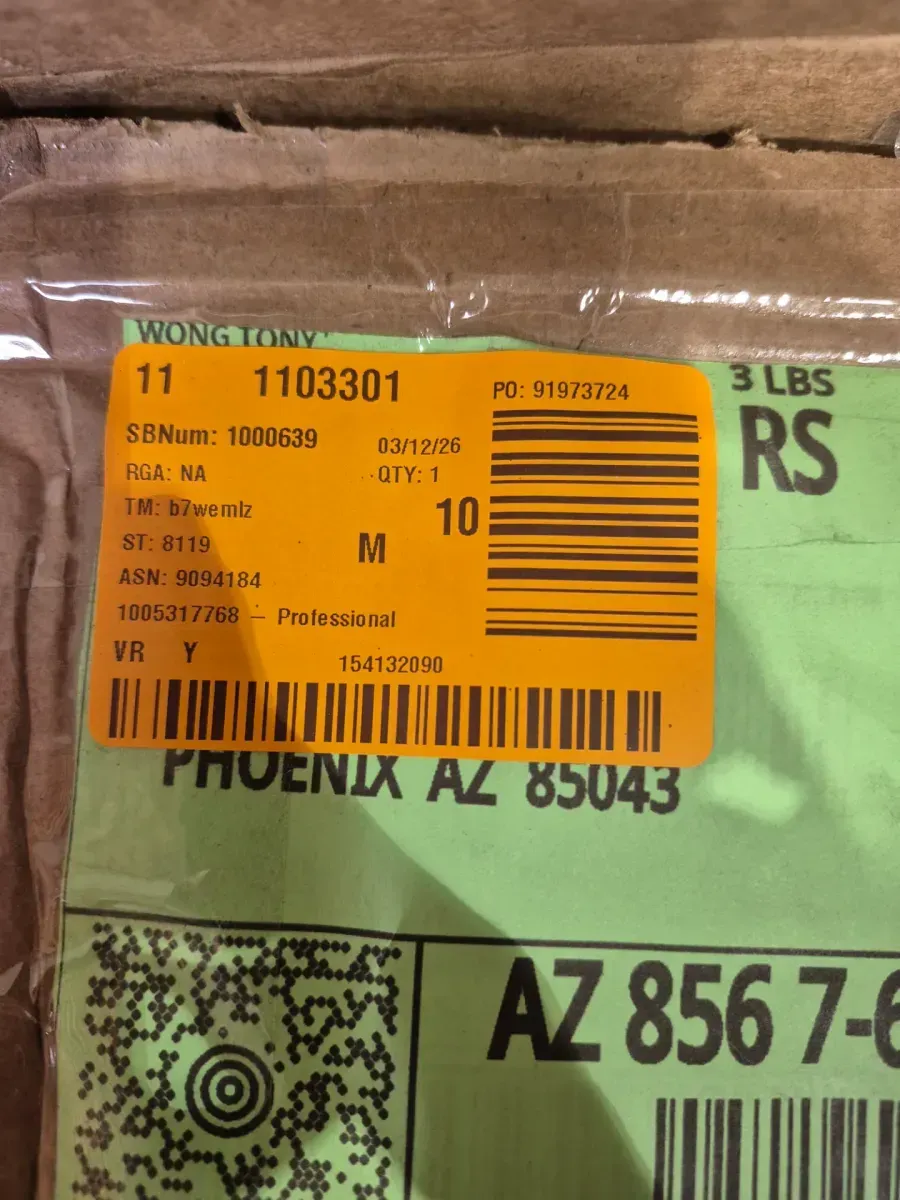 WONG TONY
11 1103301 PO: 91973724
SBNum: 1000639 03/12/26
RGA: NA QTY: 1
TM: b7wemlz 10
ST: 8119 M
ASN: 9094184
1005317768 – Professional
VR Y 154132090
3 LBS
RS
PHOENIX AZ 85043
AZ 856 7-6